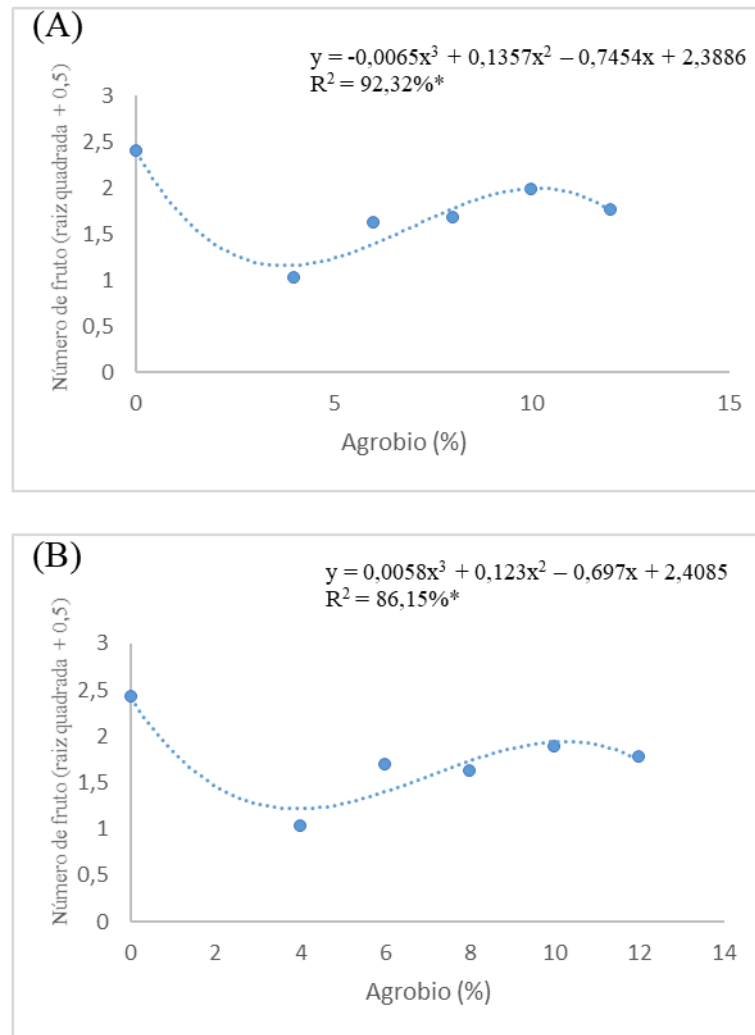 (A)
y = -0,0065x³ + 0,1357x² – 0,7454x + 2,3886
R² = 92,32%*
Número de fruto (raiz quadrada + 0,5)
3
2,5
2
1,5
1
0,5
0
0 5 10 15
Agrobio (%)
(B)
y = 0,0058x³ + 0,123x² – 0,697x + 2,4085
R² = 86,15%*
Número de fruto (raiz quadrada + 0,5)
3
2,5
2
1,5
1
0,5
0
0 2 4 6 8 10 12 14
Agrobio (%)